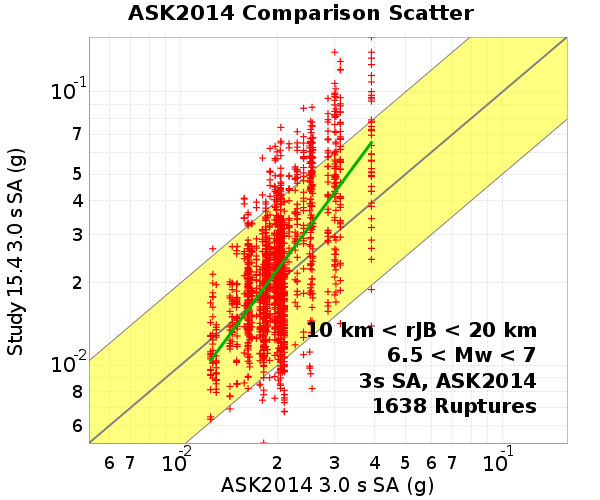 ASK2014 Comparison Scatter
Study 15.4 3.0 s SA (g)
10^-1
7
5
4
3
2
10^-2
8
6
10 km < rJB < 20 km
6.5 < Mw < 7
3s SA, ASK2014
1638 Ruptures
6 7 10^-2 2 3 4 5 6 7 10^-1
ASK2014 3.0 s SA (g)